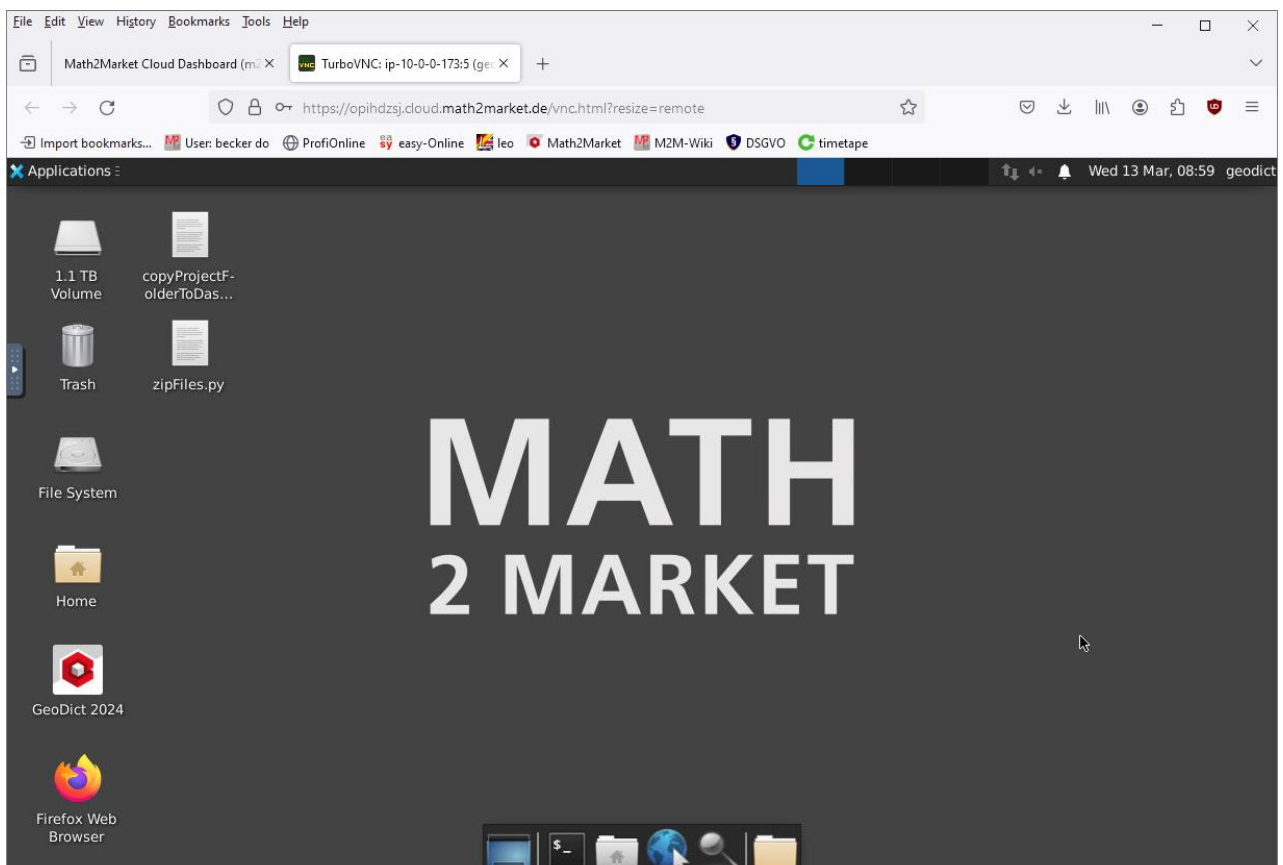 File Edit View History Bookmarks Tools Help
Math2Market Cloud Dashboard (m2
VNC TurboVNC: ip-10-0-0-173:5 (geo
https://opihdzsj.cloud.math2market.de/vnc.html?resize=remote
Import bookmarks... User: becker do ProfiOnline easy-Online leo Math2Market M2M-Wiki DSGVO timetape
Applications Wed 13 Mar, 08:59 geodict
1.1 TB
Volume
copyProjectF-
olderToDas...
Trash
zipFiles.py
File System
Home
GeoDict 2024
Firefox Web
Browser
MATH
2 MARKET
$_